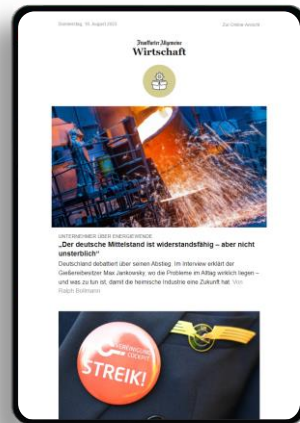 Donnerstag, 10. August 2023
Zur Online-Ansicht
Frankfurter Allgemeine
Wirtschaft
UNTERNEHMER ÜBER ENERGIEWENDE
„Der deutsche Mittelstand ist widerstandsfähig – aber nicht
unsterblich“
Deutschland debattiert über seinen Abstieg. Im Interview erklärt der
Gießereibesitzer Max Jankowsky, wo die Probleme im Alltag wirklich liegen –
und was zu tun ist, damit die heimische Industrie eine Zukunft hat. Von
Ralph Bollmann
VEREINIGUNG
COCKPIT
STREIK!